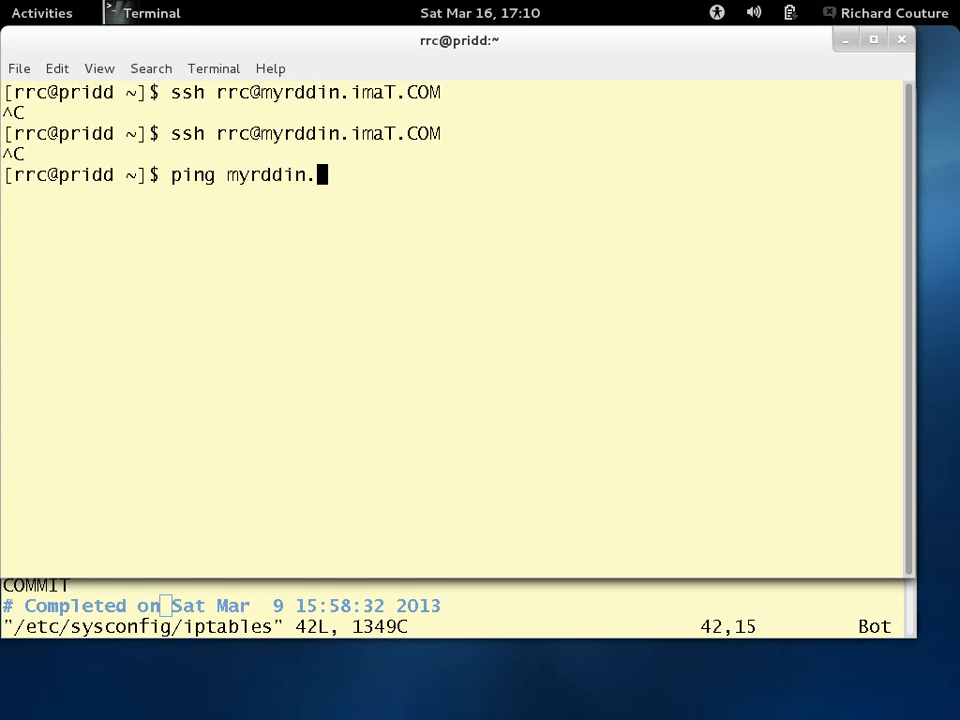 Activities Terminal Sat Mar 16, 17:10 Richard Couture
rrc@pridd:~
File Edit View Search Terminal Help
[rrc@pridd ~]$ ssh rrc@myrddin.imaT.COM
^C
[rrc@pridd ~]$ ssh rrc@myrddin.imaT.COM
^C
[rrc@pridd ~]$ ping myrddin.
COMMIT
# Completed on Sat Mar  9 15:58:32 2013
"/etc/sysconfig/iptables" 42L, 1349C 42,15 Bot